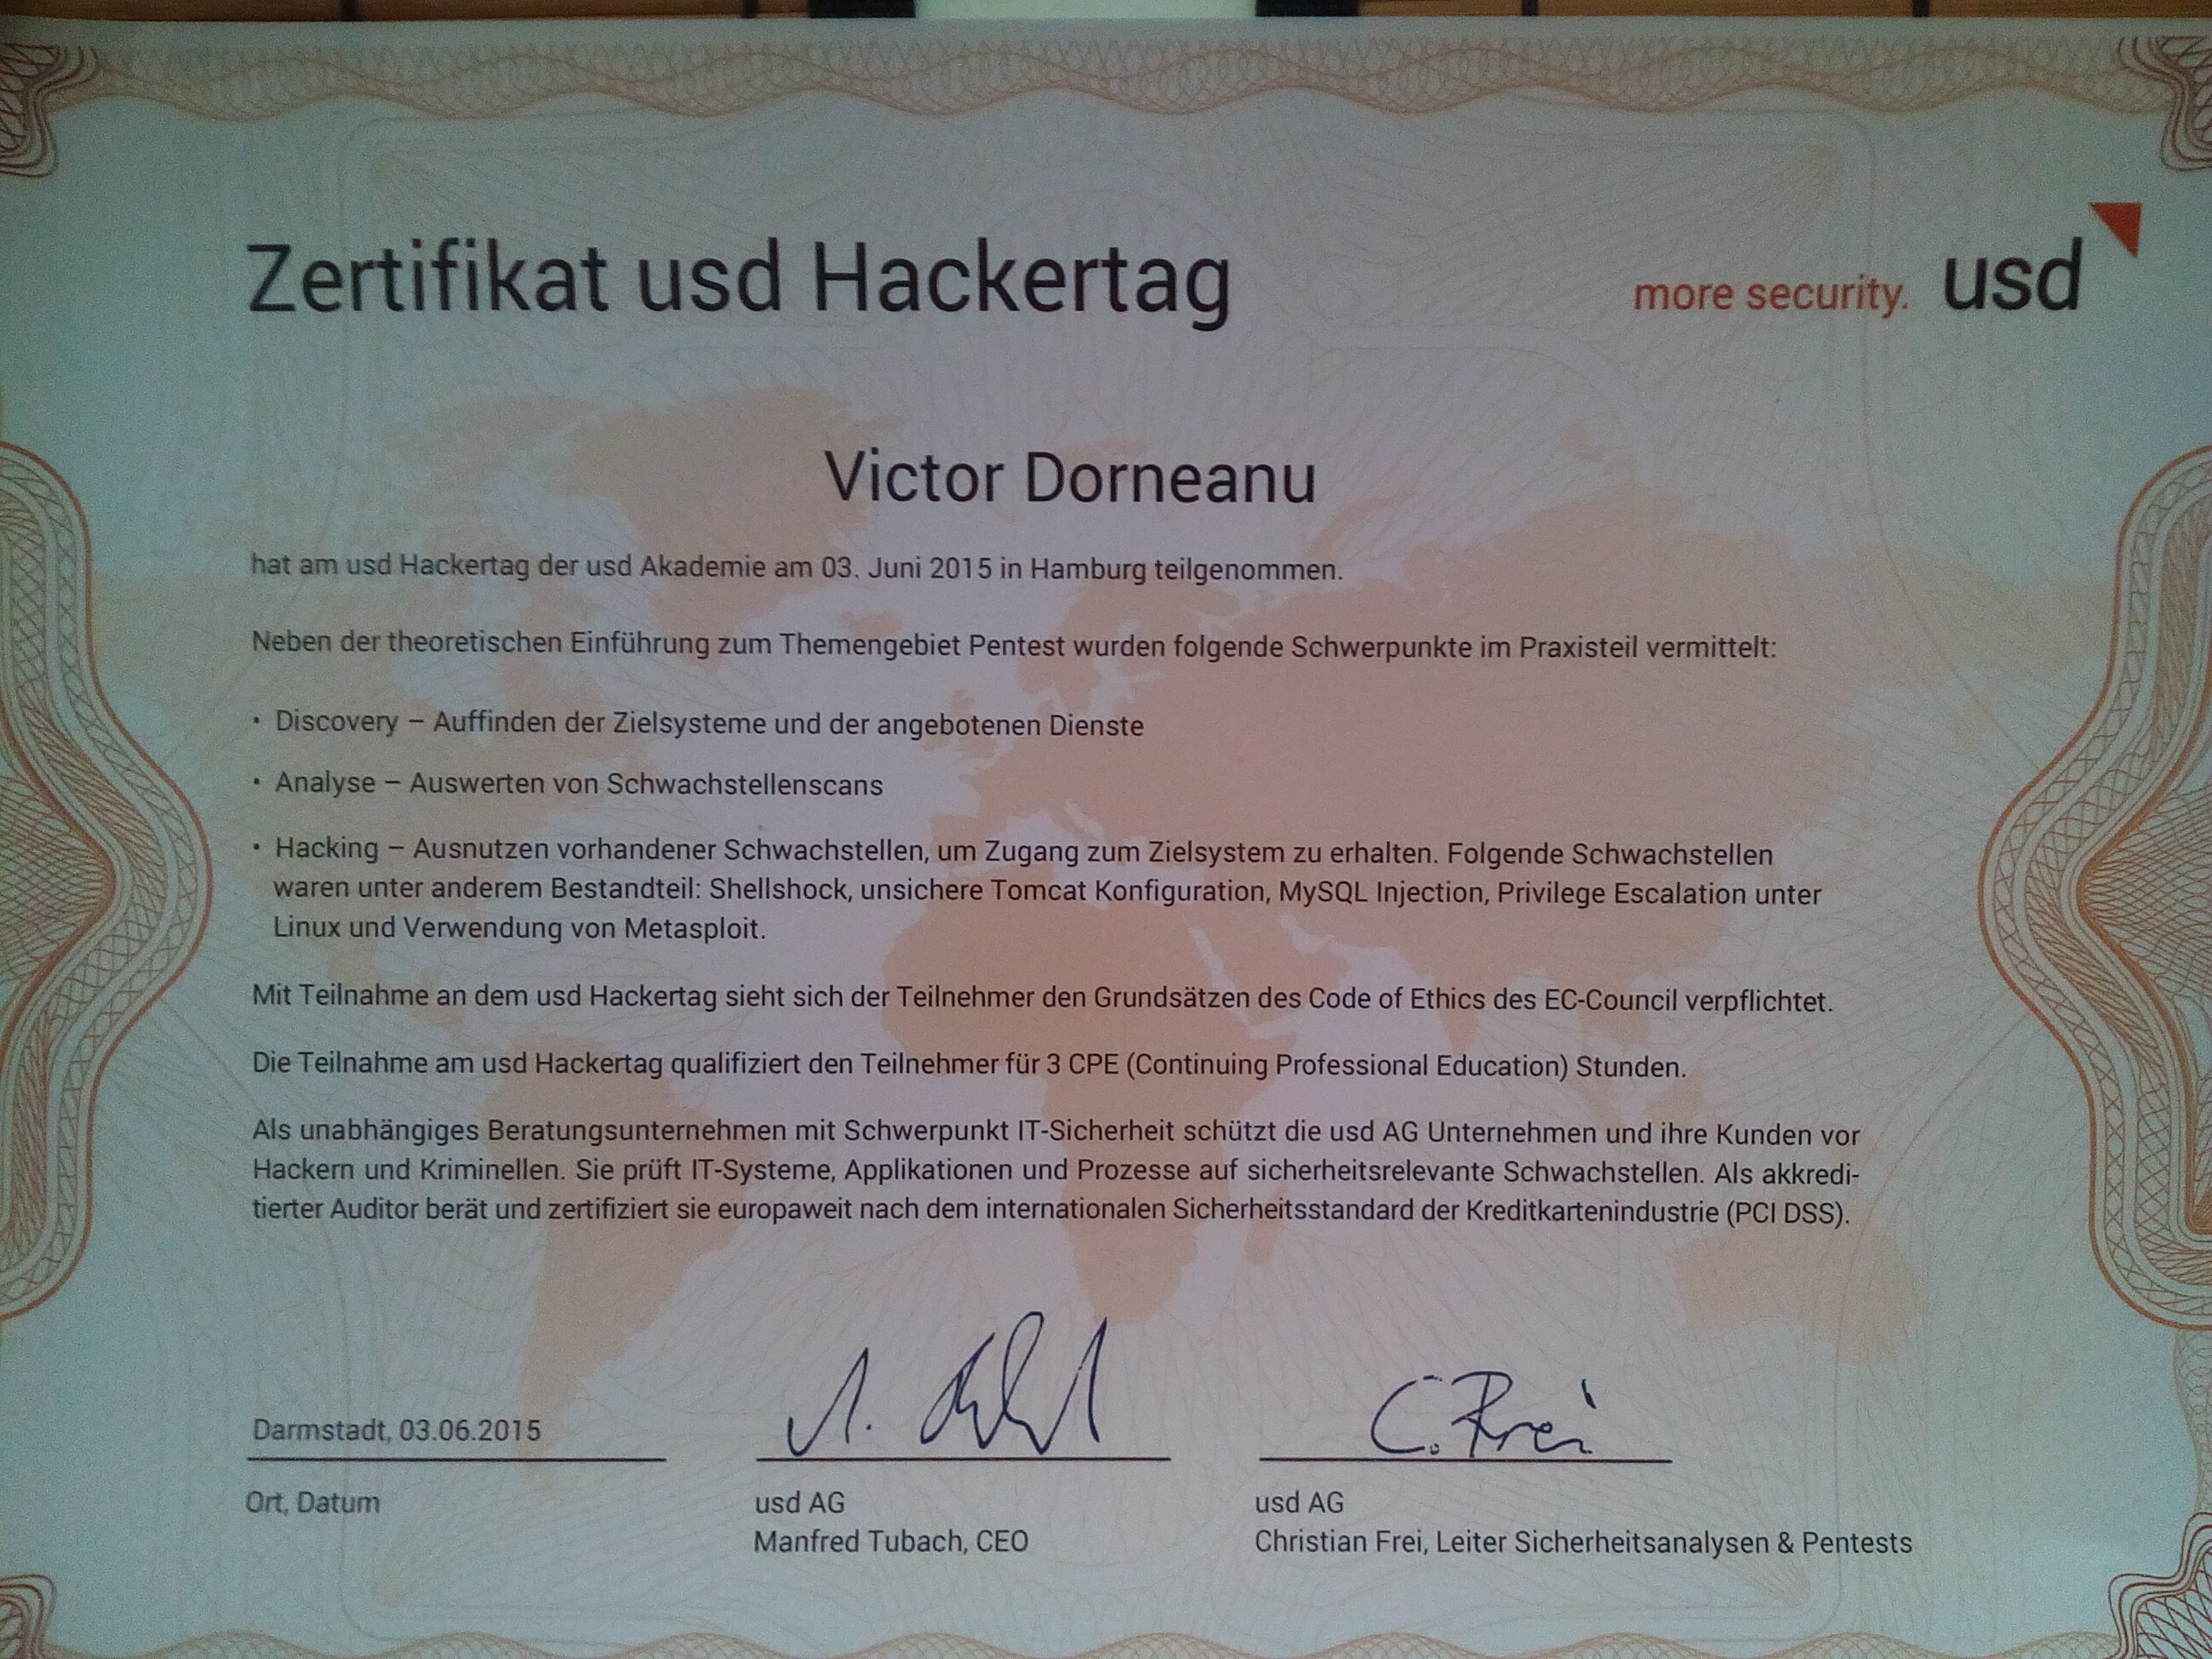 Zertifikat usd Hackertag
more security. usd
Victor Dorneanu
hat am usd Hackertag der usd Akademie am 03. Juni 2015 in Hamburg teilgenommen.
Neben der theoretischen Einführung zum Themengebiet Pentest wurden folgende Schwerpunkte im Praxisteil vermittelt:
• Discovery – Auffinden der Zielsysteme und der angebotenen Dienste
• Analyse – Auswerten von Schwachstellenscans
• Hacking – Ausnutzen vorhandener Schwachstellen, um Zugang zum Zielsystem zu erhalten. Folgende Schwachstellen
waren unter anderem Bestandteil: Shellshock, unsichere Tomcat Konfiguration, MySQL Injection, Privilege Escalation unter
Linux und Verwendung von Metasploit.
Mit Teilnahme an dem usd Hackertag sieht sich der Teilnehmer den Grundsätzen des Code of Ethics des EC-Council verpflichtet.
Die Teilnahme am usd Hackertag qualifiziert den Teilnehmer für 3 CPE (Continuing Professional Education) Stunden.
Als unabhängiges Beratungsunternehmen mit Schwerpunkt IT-Sicherheit schützt die usd AG Unternehmen und ihre Kunden vor
Hackern und Kriminellen. Sie prüft IT-Systeme, Applikationen und Prozesse auf sicherheitsrelevante Schwachstellen. Als akkredi-
tierter Auditor berät und zertifiziert sie europaweit nach dem internationalen Sicherheitsstandard der Kreditkartenindustrie (PCI DSS).
C. Frei
Darmstadt, 03.06.2015
Ort, Datum
usd AG
Manfred Tubach, CEO
usd AG
Christian Frei, Leiter Sicherheitsanalysen & Pentests